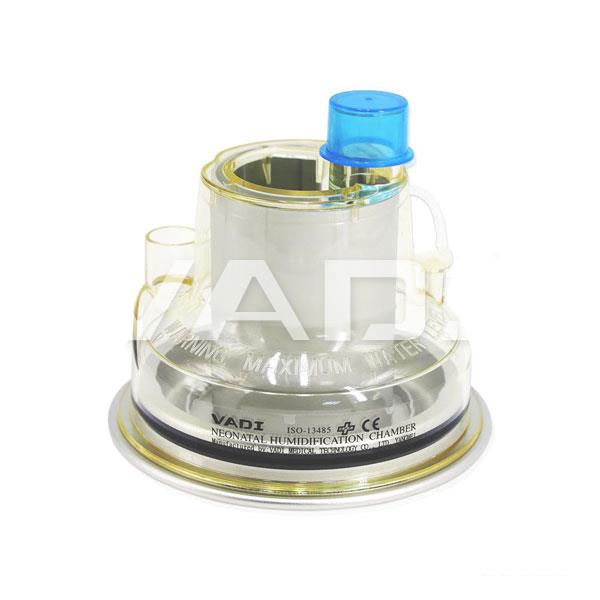 VADI
WARNING MAXIMUM WATER LEVEL
VADI ISO-13485 CE
NEONATAL HUMIDIFICATION CHAMBER
Manufactured by VADI MEDICAL TECHNOLOGY CO., LTD.